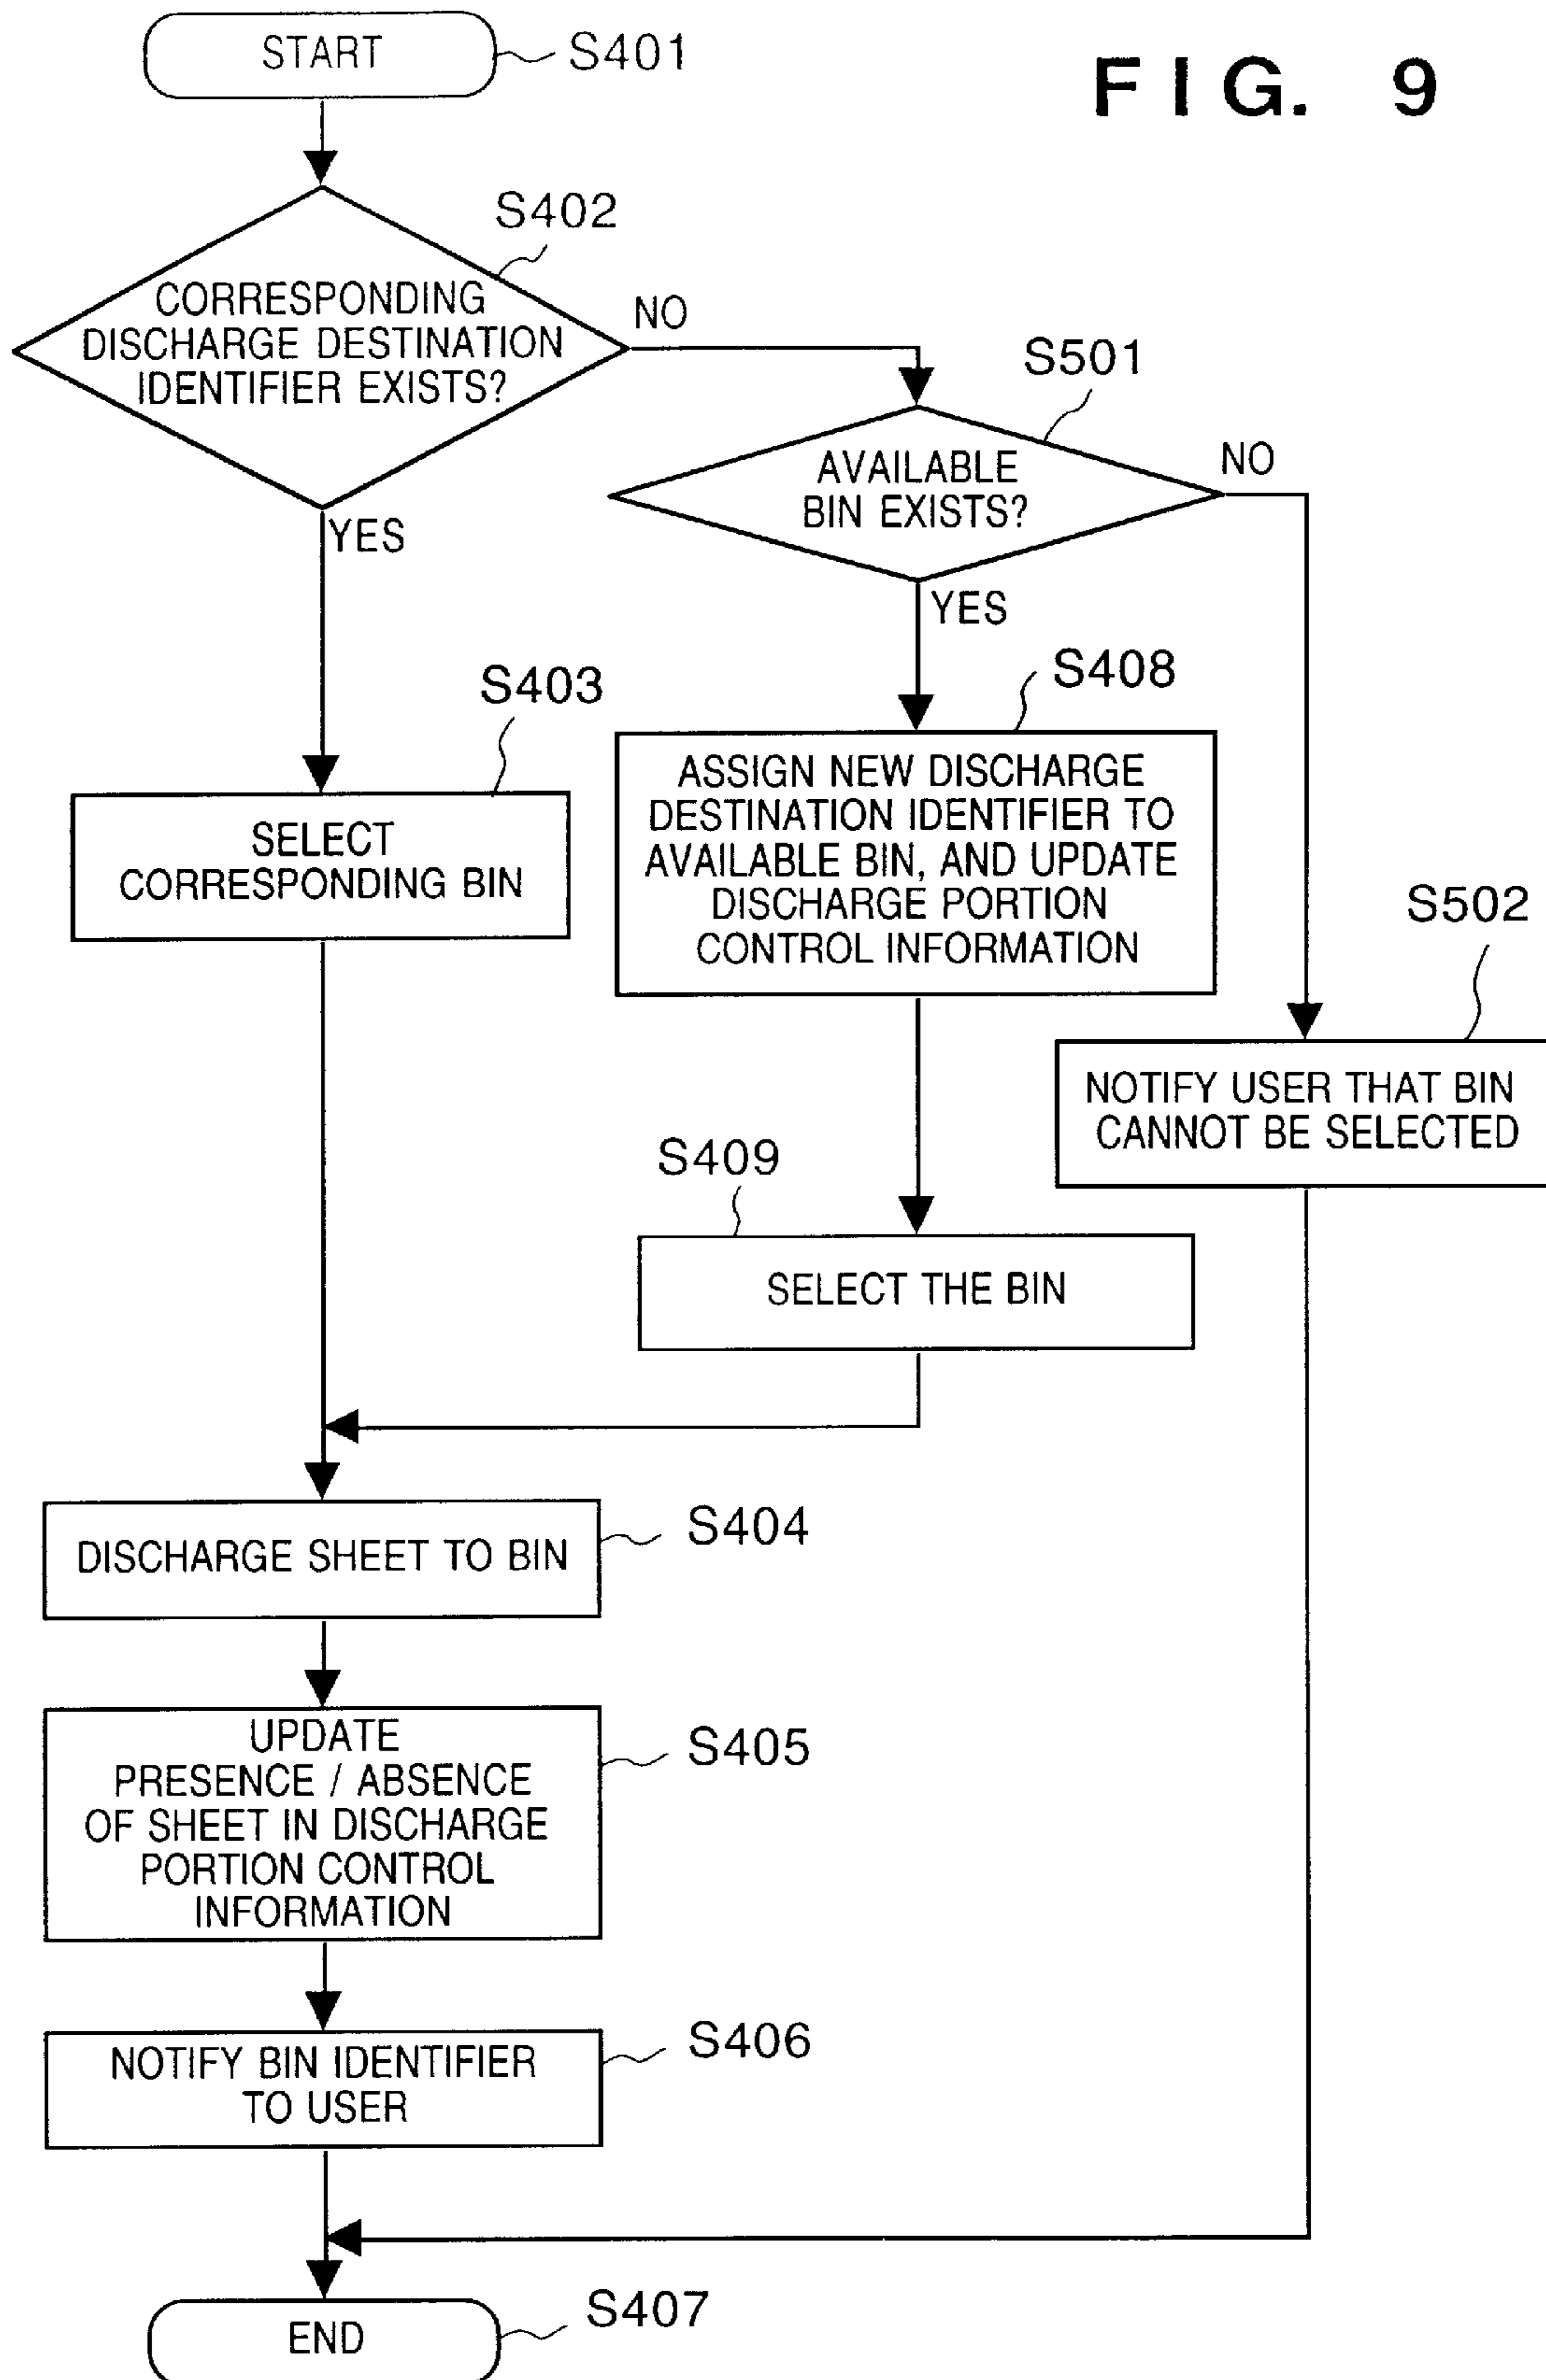 START
S401
FIG. 9
S402
CORRESPONDING
DISCHARGE DESTINATION
IDENTIFIER EXISTS?
NO
S501
AVAILABLE
BIN EXISTS?
NO
YES
YES
S403
SELECT
CORRESPONDING BIN
S408
ASSIGN NEW DISCHARGE
DESTINATION IDENTIFIER TO
AVAILABLE BIN, AND UPDATE
DISCHARGE PORTION
CONTROL INFORMATION
S502
NOTIFY USER THAT BIN
CANNOT BE SELECTED
S409
SELECT THE BIN
DISCHARGE SHEET TO BIN
S404
UPDATE
PRESENCE / ABSENCE
OF SHEET IN DISCHARGE
PORTION CONTROL
INFORMATION
S405
NOTIFY BIN IDENTIFIER
TO USER
S406
END
S407